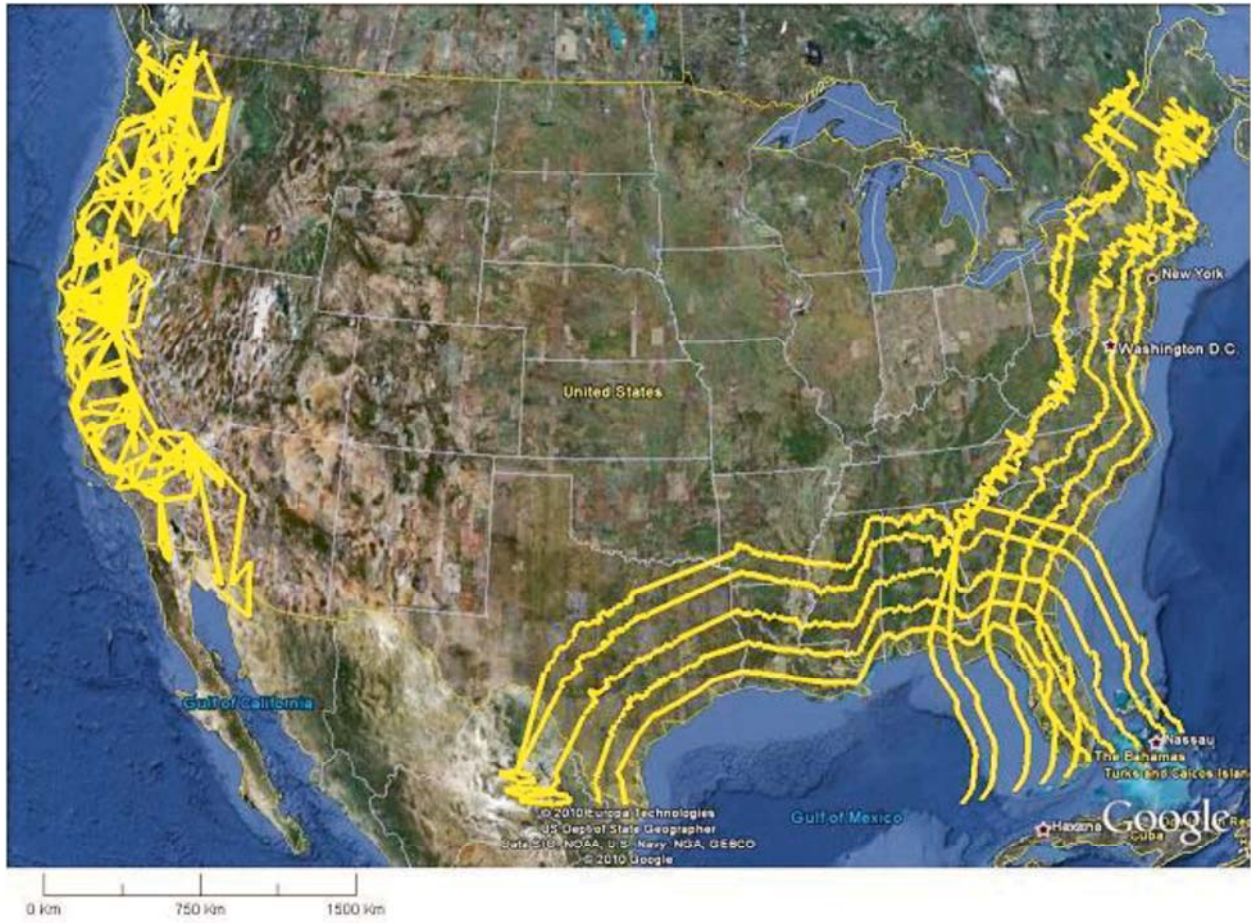 New York
Washington D.C.
United States
Gulf of California
Nassau
The Bahamas
Turks and Caicos Islan
© 2010 Europa Technologies
US Dept of State Geographer
Data SIO, NOAA, U.S. Navy, NGA, GEBCO
© 2010 Google
Gulf of Mexico
Havana
Cuba
Google
0 Km
750 Km
1500 Km